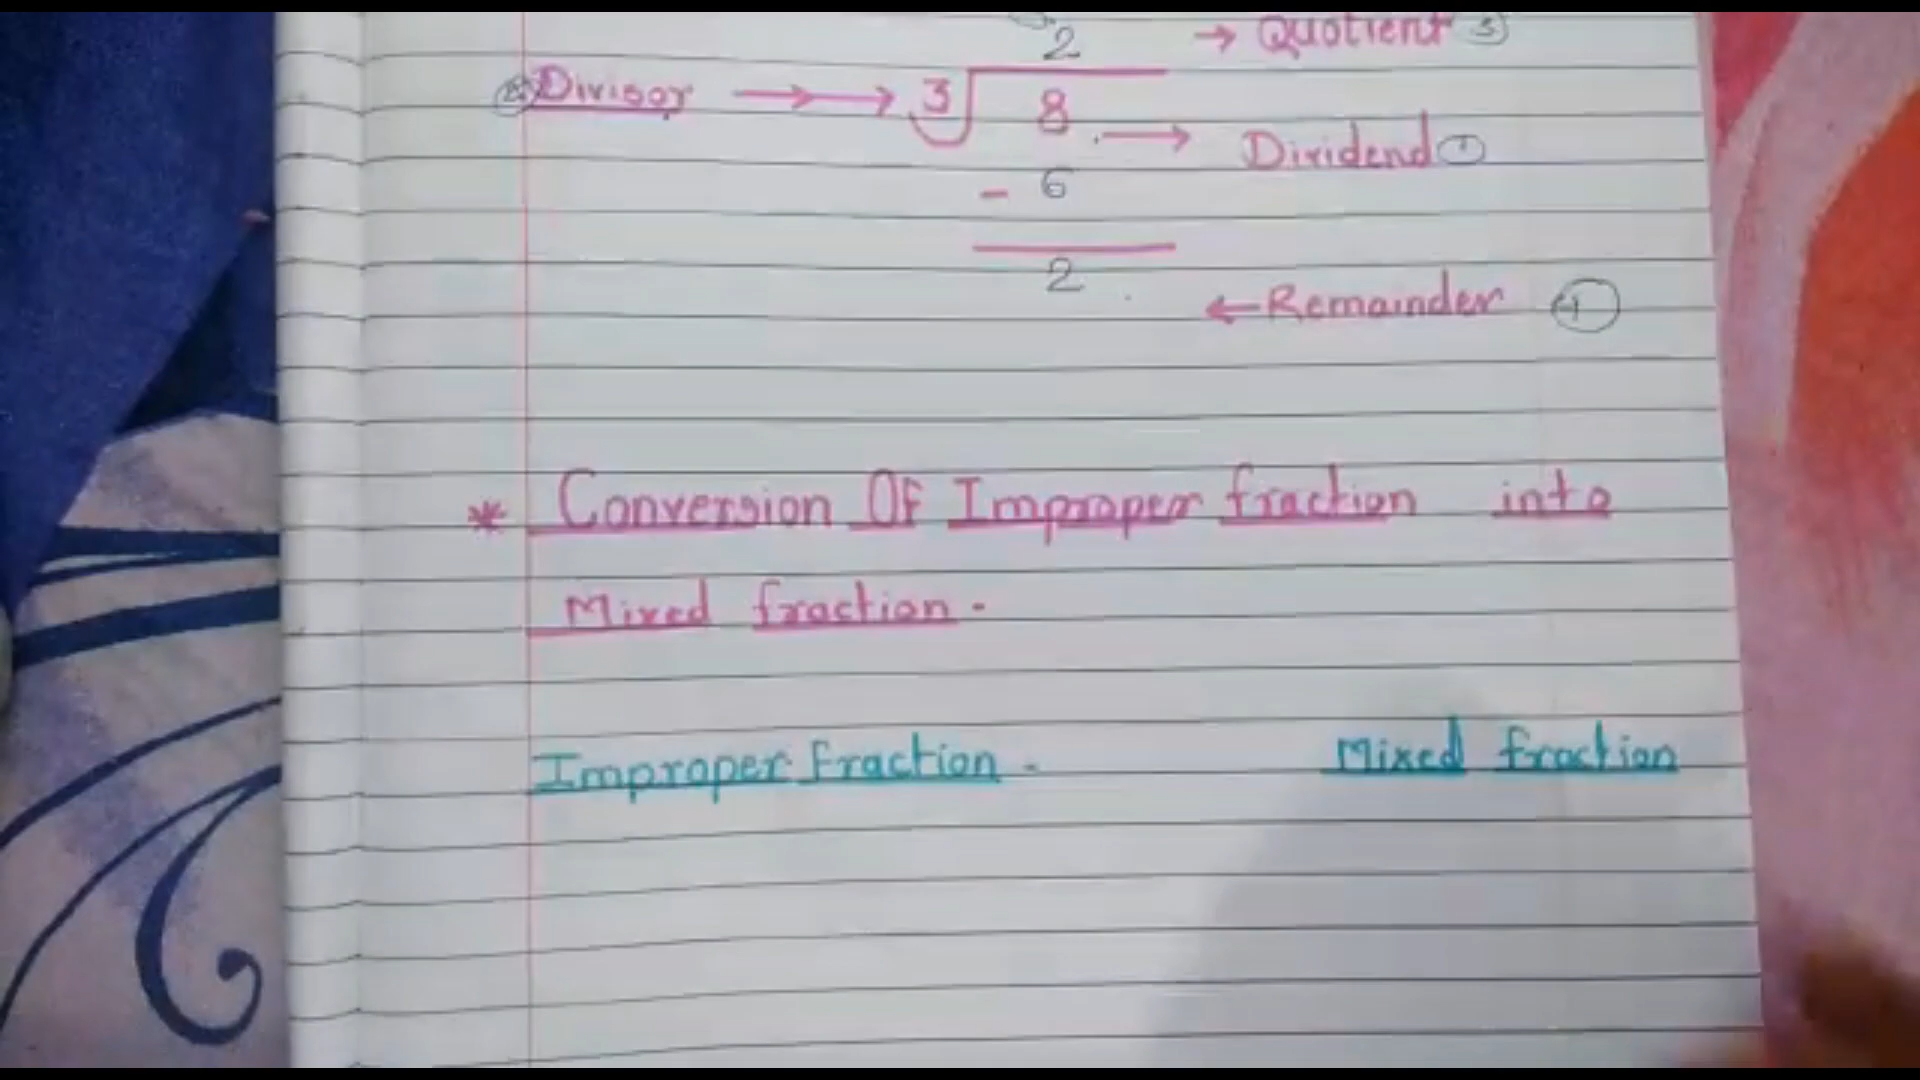 2 → Quotient 3
2 Divisor →→ 3 8
→ Dividend 1
- 6
2
← Remainder 4
* Conversion Of Improper fraction into
Mixed fraction.
Improper fraction. Mixed fraction